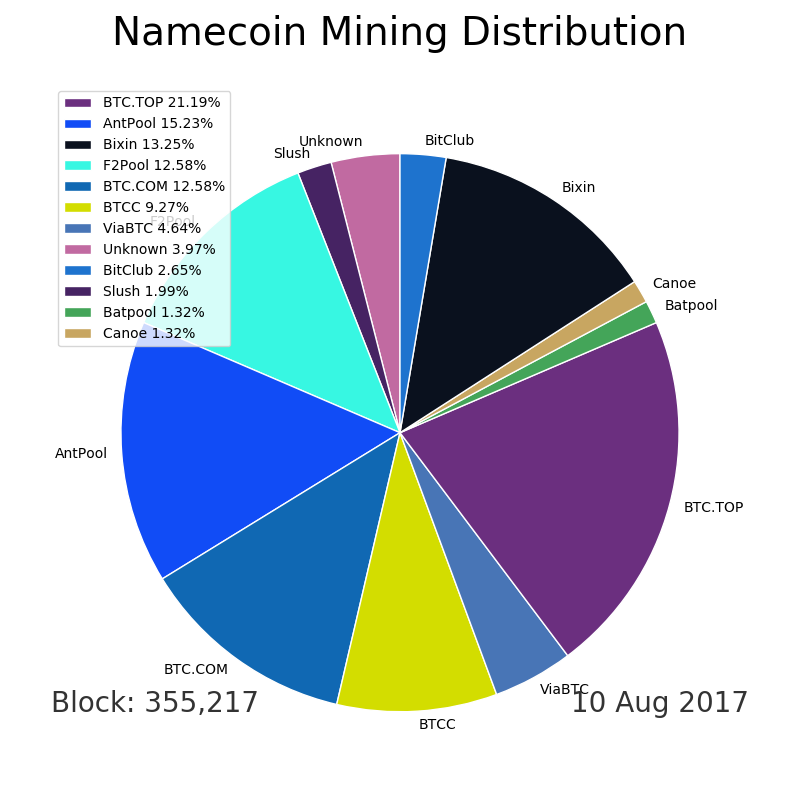 Namecoin Mining Distribution
BTC.TOP 21.19%
AntPool 15.23%
Bixin 13.25%
F2Pool 12.58%
BTC.COM 12.58%
BTCC 9.27%
ViaBTC 4.64%
Unknown 3.97%
BitClub 2.65%
Slush 1.99%
Batpool 1.32%
Canoe 1.32%
BitClub
Unknown
Slush
Bixin
F2Pool
Canoe
Batpool
AntPool
BTC.TOP
BTC.COM
ViaBTC
BTCC
Block: 355,217
10 Aug 2017